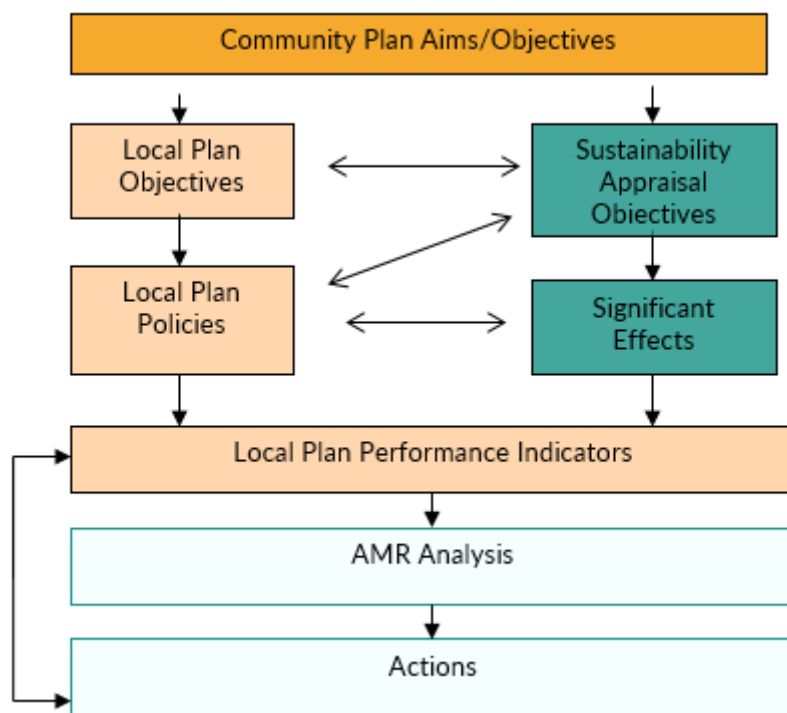 Community Plan Aims/Objectives
Local Plan
Objectives
Sustainability
Appraisal
Obiectives
Local Plan
Policies
Significant
Effects
Local Plan Performance Indicators
AMR Analysis
Actions